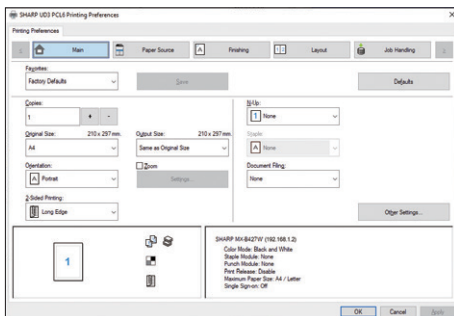 SHARP UD3 PCL6 Printing Preferences
Printing Preferences
Main
Paper Source
Finishing
Layout
Job Handling
Favorites:
Factory Defaults
Save
Defaults
Copies:
1
+
-
N-Up:
1 None
Original Size: 210 x 297 mm.
Output Size: 210 x 297 mm.
Staple:
A4
Same as Original Size
A None
Orientation:
Zoom
Document Filing:
A Portrait
Settings...
None
2-Sided Printing:
Long Edge
Other Settings...
1
SHARP MX-B427W (192.168.1.2)
Color Mode: Black and White
Staple Module: None
Punch Module: None
Print Release: Disable
Maximum Paper Size: A4 / Letter
Single Sign-on: Off
OK
Cancel
Apply